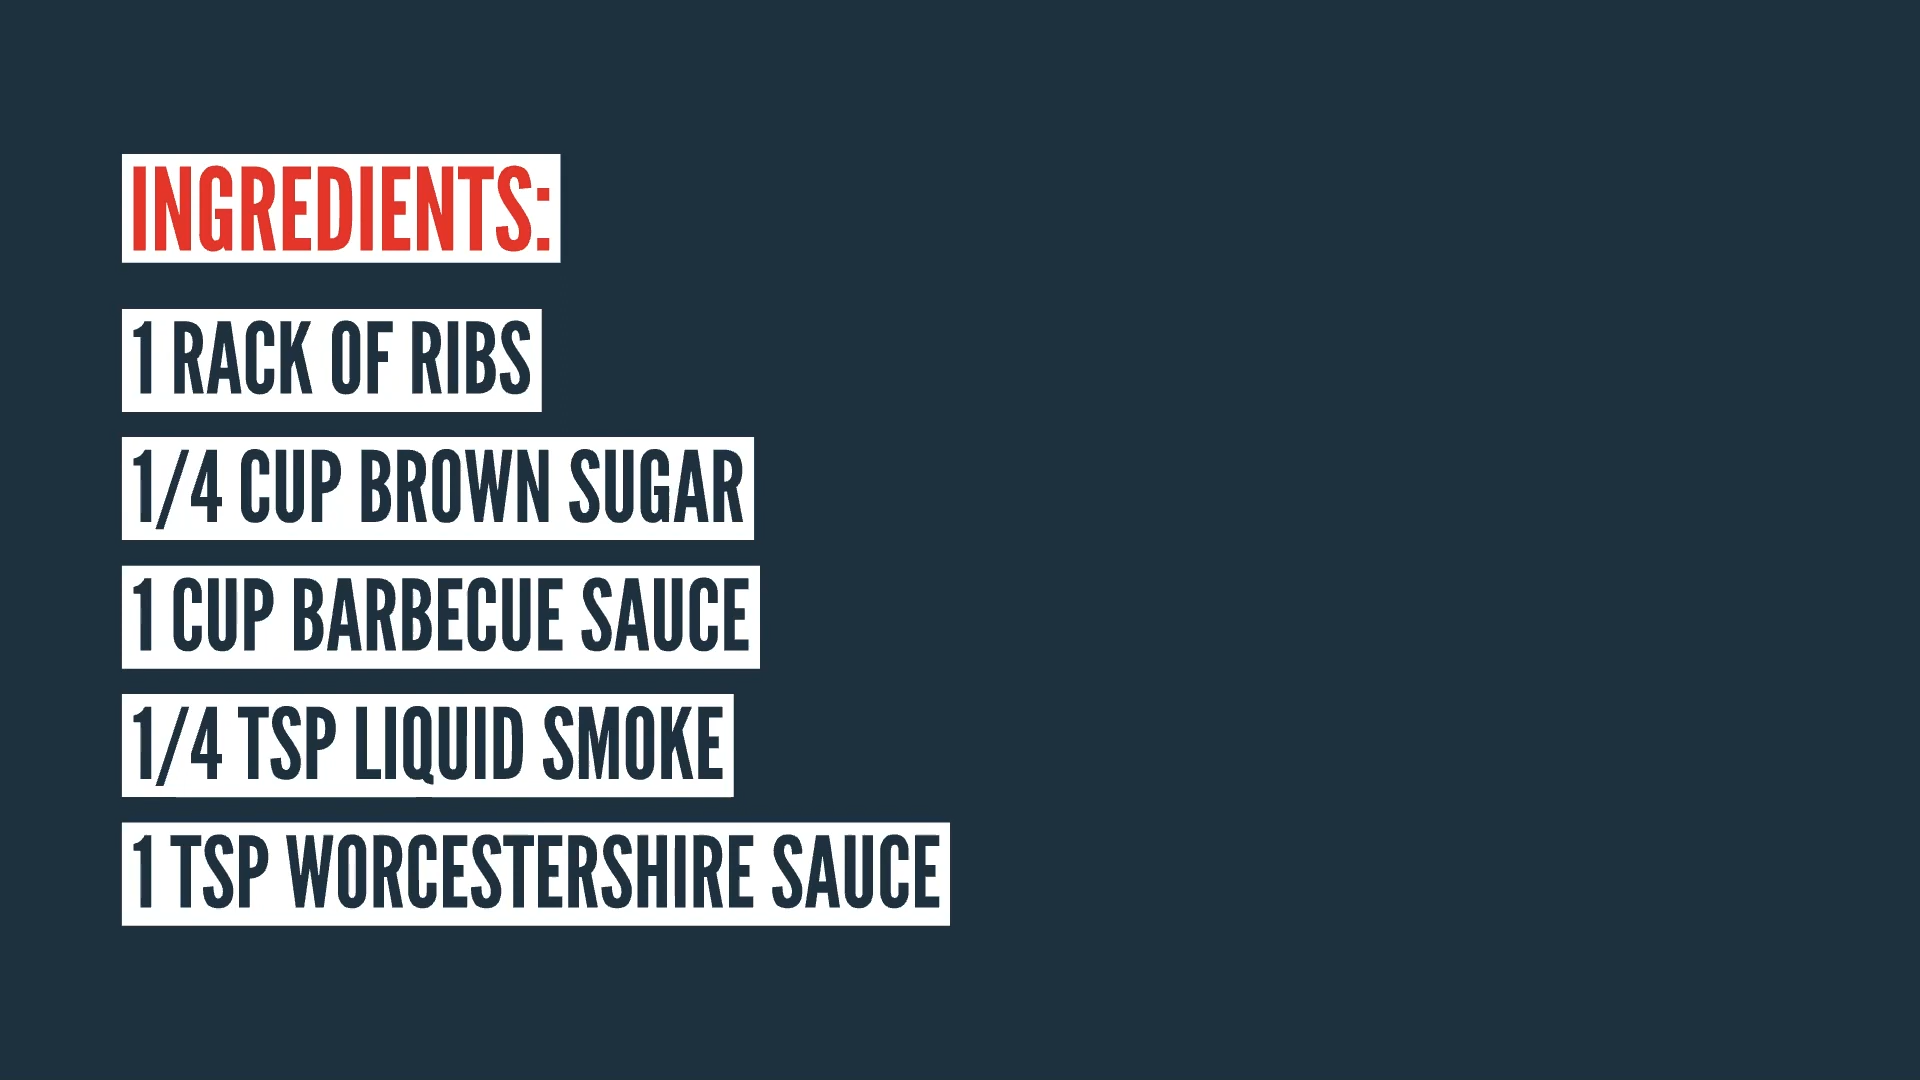 INGREDIENTS:
1 RACK OF RIBS
1/4 CUP BROWN SUGAR
1 CUP BARBECUE SAUCE
1/4 TSP LIQUID SMOKE
1 TSP WORCESTERSHIRE SAUCE